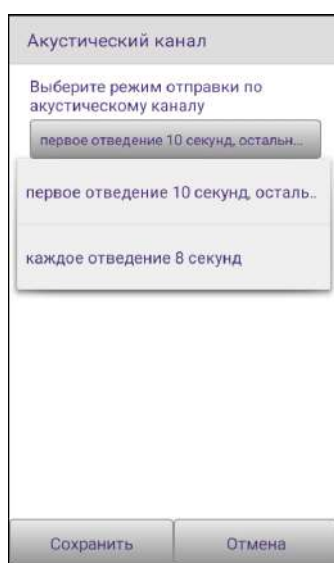 Акустический канал
Выберите режим отправки по
акустическому каналу
первое отведение 10 секунд, остальн...
первое отведение 10 секунд, осталь..
каждое отведение 8 секунд
Сохранить
Отмена